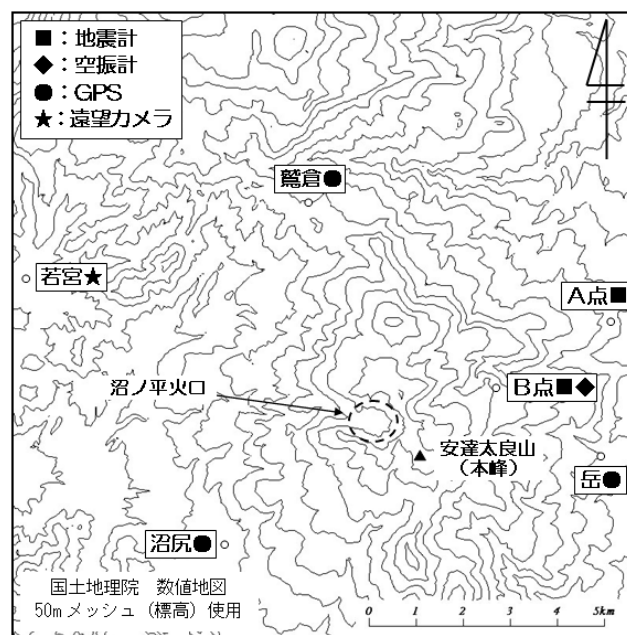 ■：地震計
◆：空振計
●：GPS
★：遠望カメラ
鷲倉●
若宮★
A点■
沼ノ平火口
B点■◆
安達太良山
（本峰）
岳●
沼尻●
国土地理院　数値地図
50mメッシュ（標高）使用
0 1 2 3 4 5km